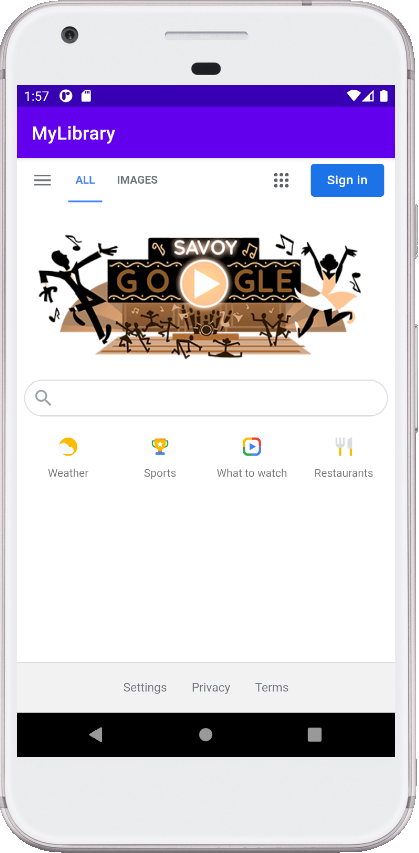 1:57
MyLibrary
ALL IMAGES Sign in
SAVOY
GO GLE
Weather Sports What to watch Restaurants
Settings Privacy Terms